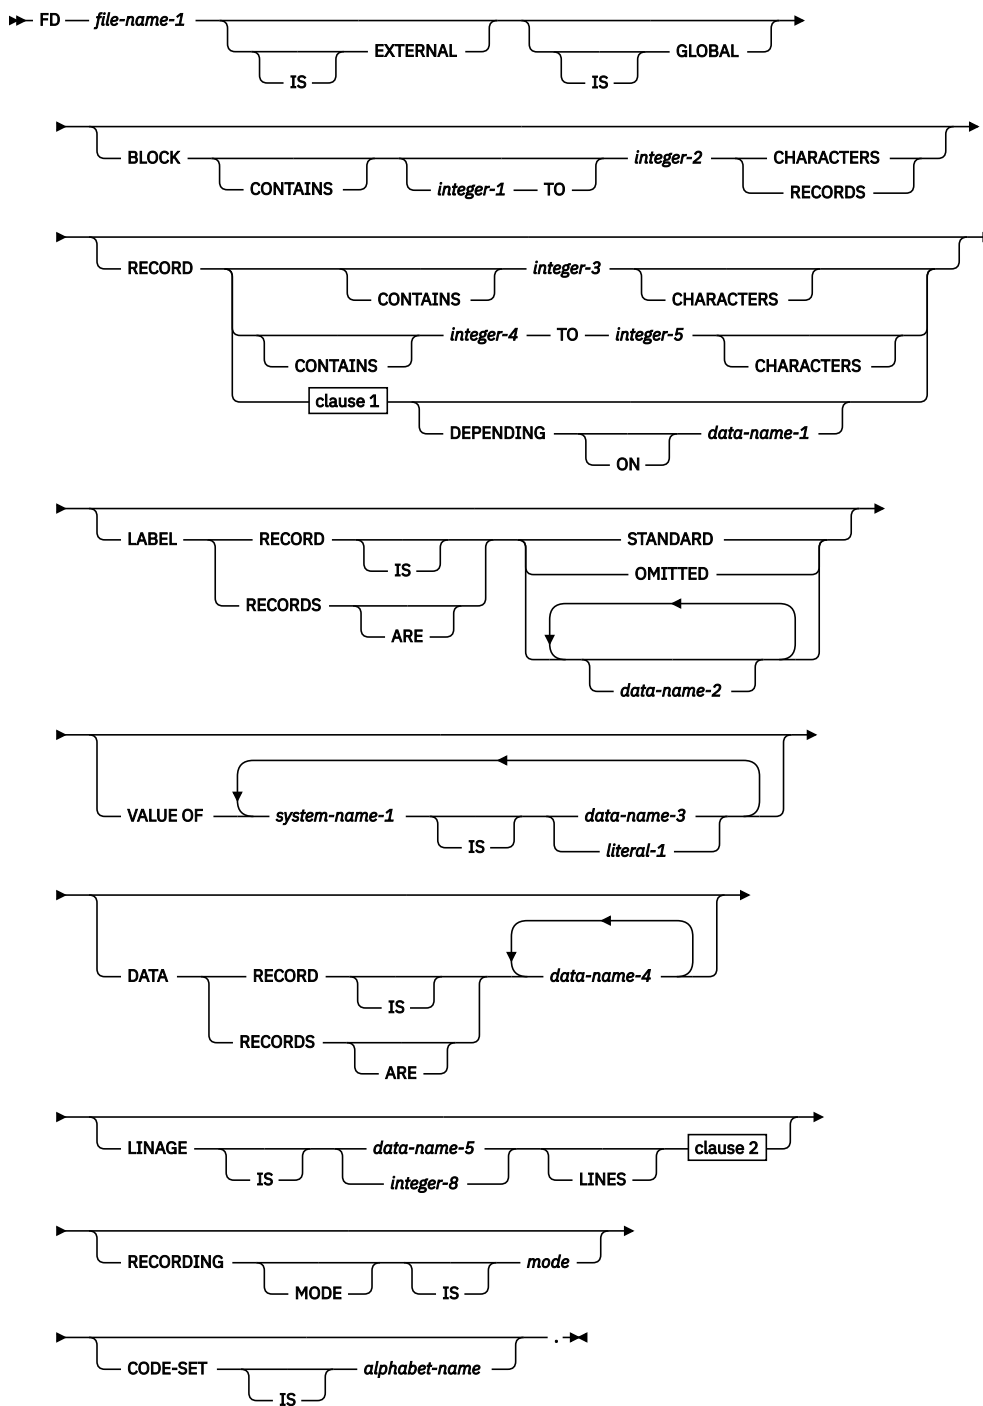 FD file-name-1
EXTERNAL GLOBAL
IS IS
BLOCK integer-2 CHARACTERS
CONTAINS integer-1 TO RECORDS
RECORD integer-3
CONTAINS CHARACTERS
integer-4 TO integer-5
CONTAINS CHARACTERS
clause 1
DEPENDING data-name-1
ON
LABEL RECORD STANDARD
IS OMITTED
RECORDS
ARE
data-name-2
VALUE OF system-name-1 data-name-3
IS literal-1
DATA RECORD data-name-4
IS
RECORDS
ARE
LINAGE data-name-5 clause 2
IS integer-8 LINES
RECORDING mode
MODE IS
.
CODE-SET alphabet-name
IS